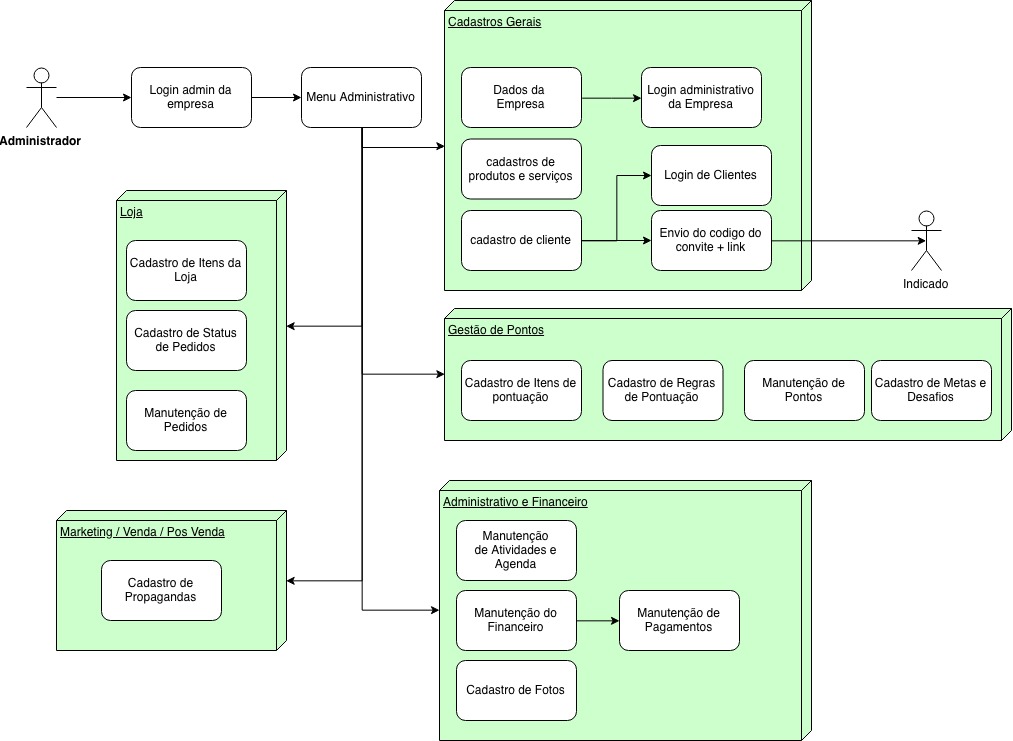 Administrador
Login admin da
empresa
Menu Administrativo
Cadastros Gerais
Dados da
Empresa
Login administrativo
da Empresa
cadastros de
produtos e serviços
Login de Clientes
cadastro de cliente
Envio do codigo do
convite + link
Indicado
Loja
Cadastro de Itens da
Loja
Cadastro de Status
de Pedidos
Manutenção de
Pedidos
Gestão de Pontos
Cadastro de Itens de
pontuação
Cadastro de Regras
de Pontuação
Manutenção de
Pontos
Cadastro de Metas e
Desafios
Marketing / Venda / Pos Venda
Cadastro de
Propagandas
Administrativo e Financeiro
Manutenção
de Atividades e
Agenda
Manutenção do
Financeiro
Manutenção de
Pagamentos
Cadastro de Fotos